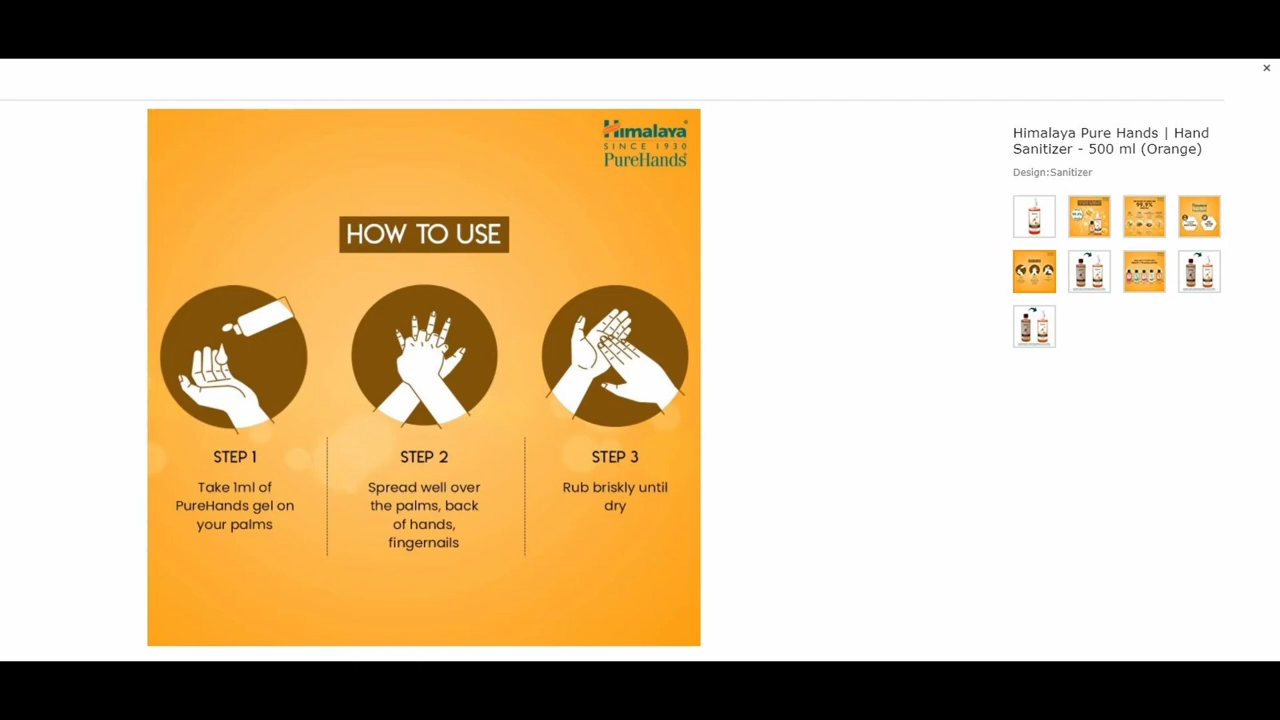 Himalaya
SINCE 1930
PureHands
HOW TO USE
STEP 1
Take 1ml of
PureHands gel on
your palms
STEP 2
Spread well over
the palms, back
of hands,
fingernails
STEP 3
Rub briskly until
dry
Himalaya Pure Hands | Hand
Sanitizer - 500 ml (Orange)
Design:Sanitizer
99.9%